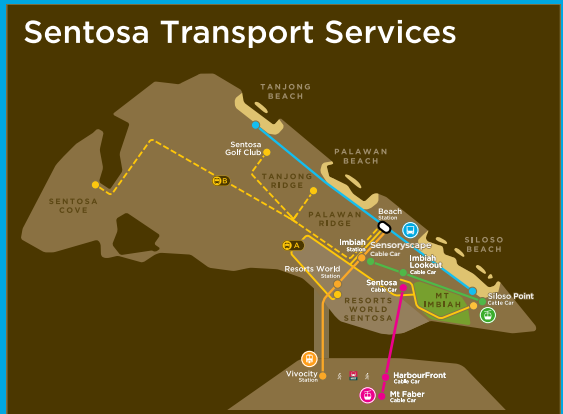 Sentosa Transport Services
TANJONG
BEACH
Sentosa
Golf Club
PALAWAN
BEACH
TANJONG
RIDGE
B
SENTOSA
COVE
PALAWAN
RIDGE
Beach
Station
A
Imbiah
Station
Sensoryscape
Cable Car
SILOSO
BEACH
Imbiah
Lookout
Cable Car
Resorts World
Station
Sentosa
Cable Car
MT
IMBIAH
Siloso Point
Cable Car
RESORTS
WORLD
SENTOSA
Vivocity
Station
HarbourFront
Cable Car
Mt Faber
Cable Car